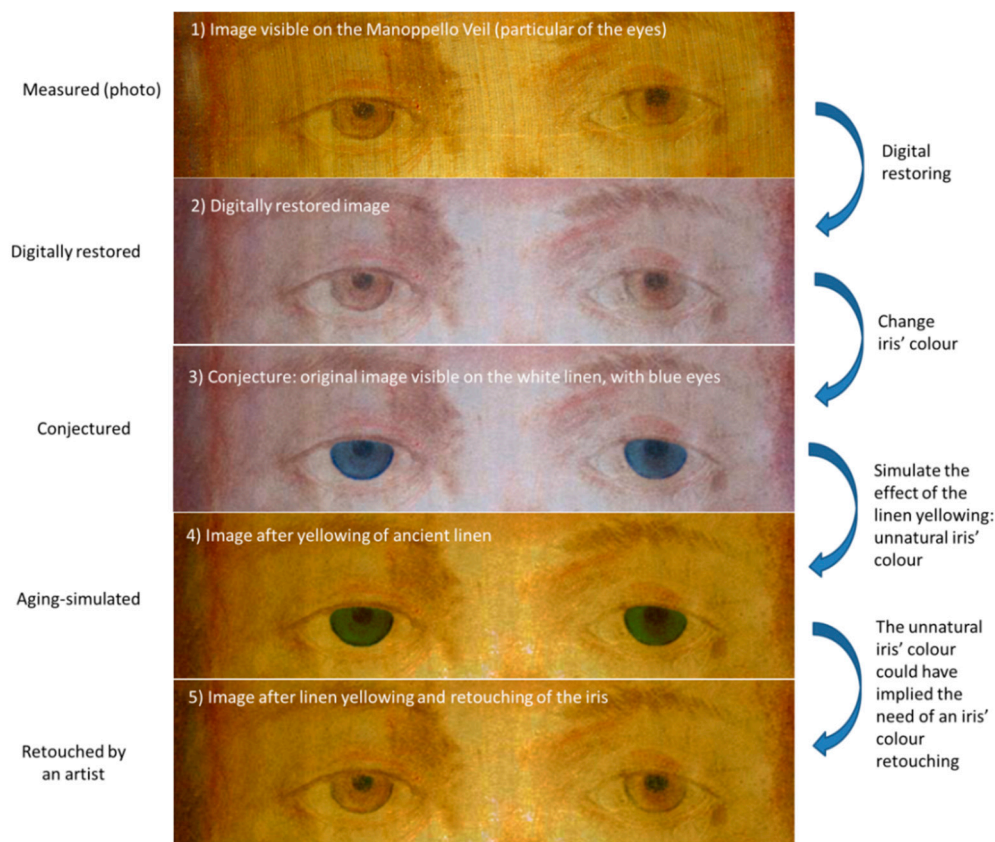 1) Image visible on the Manoppello Veil (particular of the eyes)
Measured (photo)
Digital
restoring
2) Digitally restored image
Digitally restored
Change
iris’ colour
3) Conjecture: original image visible on the white linen, with blue eyes
Conjectured
Simulate the
effect of the
linen yellowing:
unnatural iris’
colour
4) Image after yellowing of ancient linen
Aging-simulated
The unnatural
iris’ colour
could have
implied the
need of an iris’
colour
retouching
5) Image after linen yellowing and retouching of the iris
Retouched by
an artist